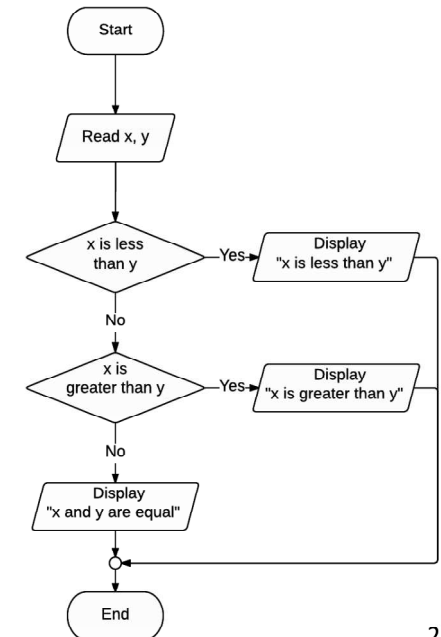 Start
Read x, y
x is less
than y
Yes
Display
"x is less than y"
No
x is
greater than y
Yes
Display
"x is greater than y"
No
Display
"x and y are equal"
End